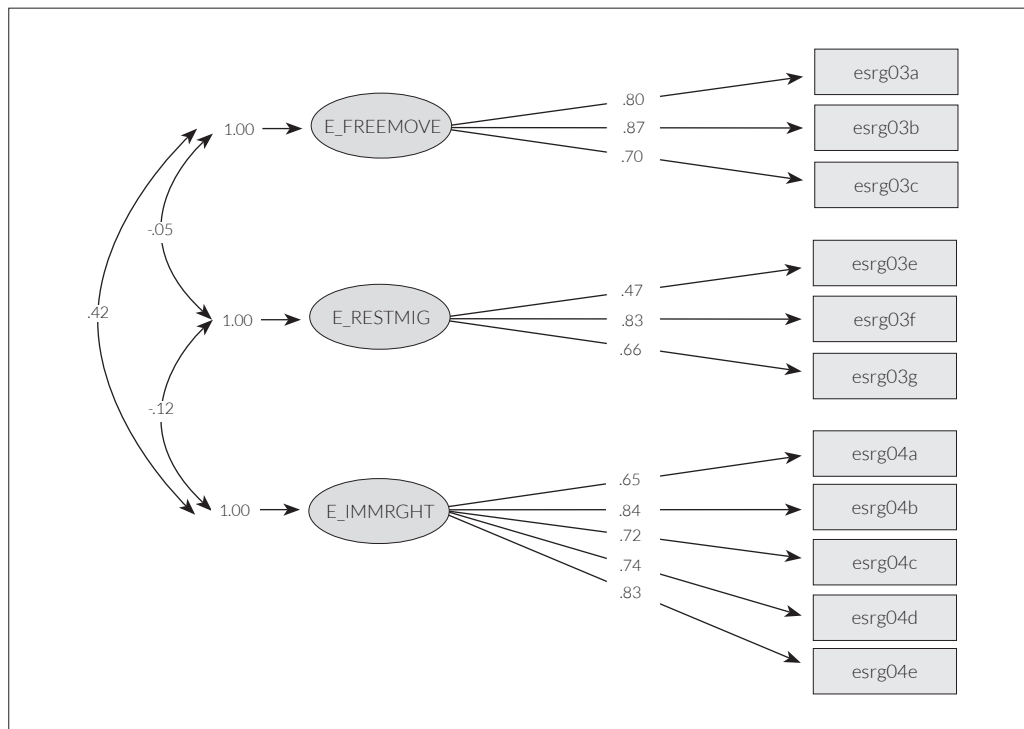 esrg03a
.80
1.00
E_FREEMOVE
.87
esrg03b
.70
esrg03c
-.05
esrg03e
.47
.42
1.00
E_RESTMIG
.83
esrg03f
.66
esrg03g
-.12
esrg04a
.65
1.00
E_IMMRGHT
.84
esrg04b
.72
esrg04c
.74
esrg04d
.83
esrg04e